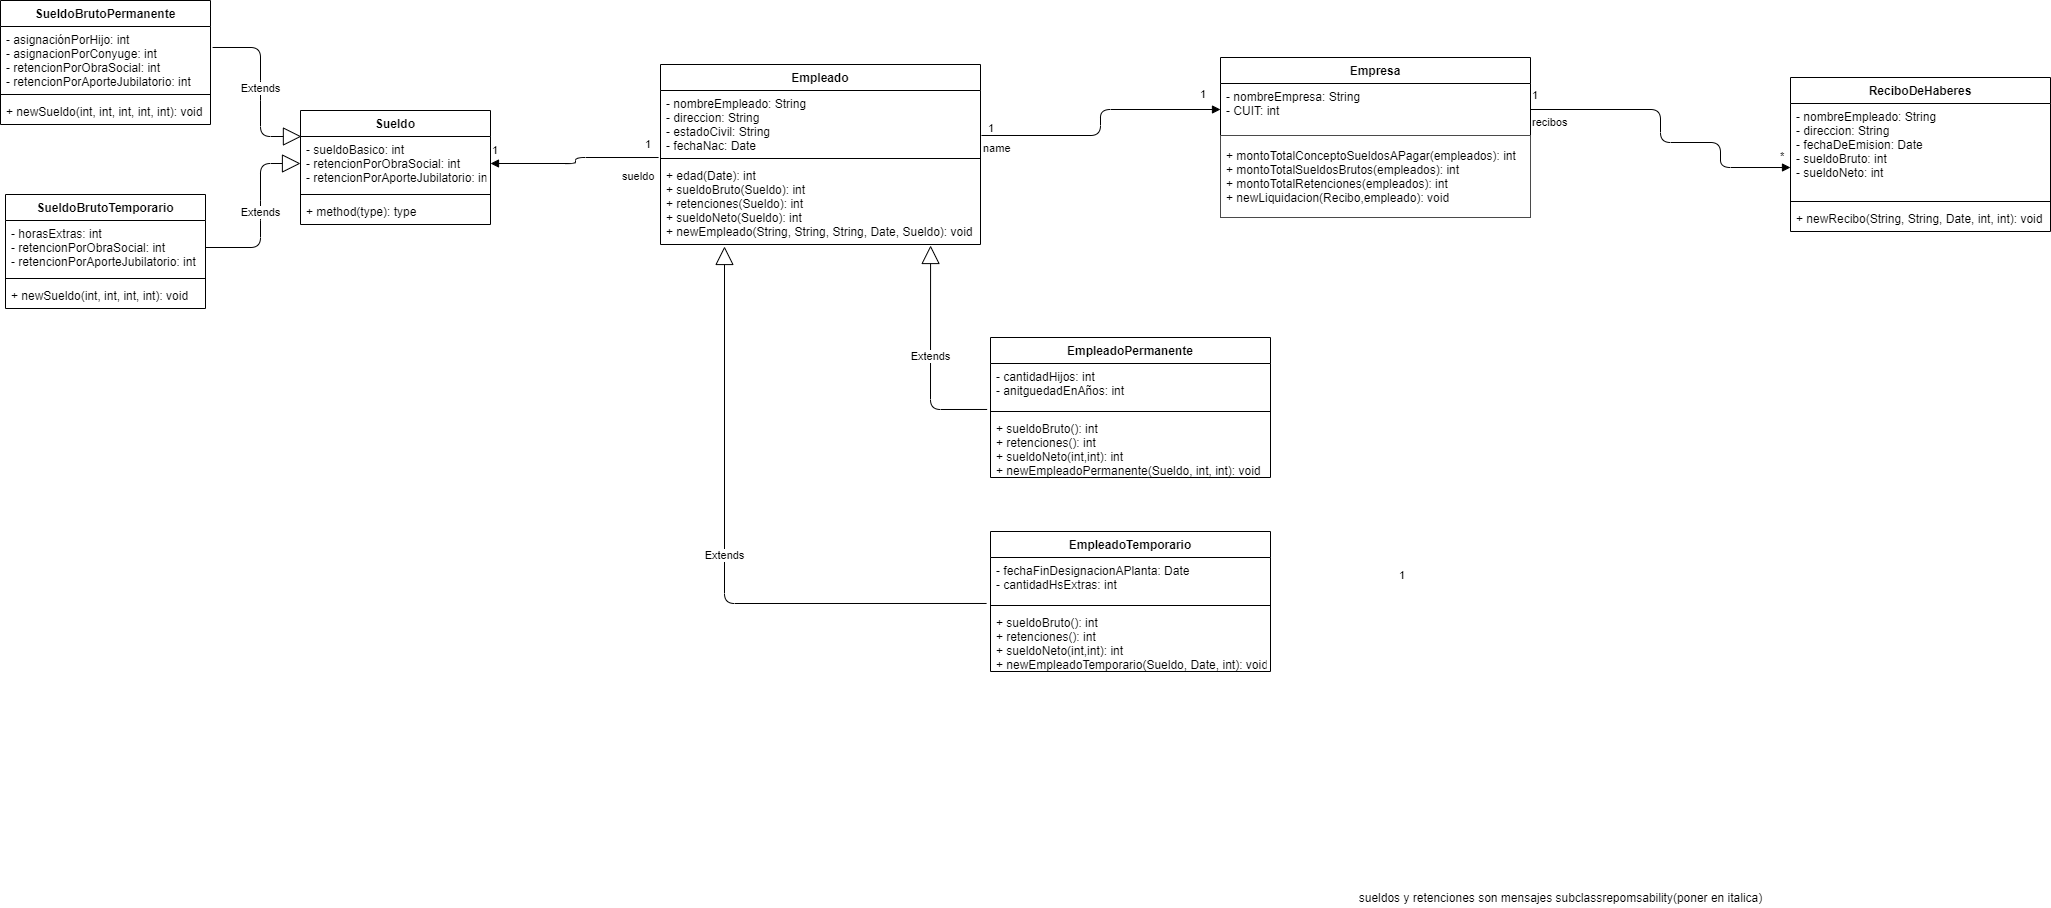 SueldoBrutoPermanente
- asignaciónPorHijo: int
- asignacionPorConyuge: int
- retencionPorObraSocial: int
- retencionPorAporteJubilatorio: int
+ newSueldo(int, int, int, int, int): void
Extends
Sueldo
- sueldoBasico: int
- retencionPorObraSocial: int
- retencionPorAporteJubilatorio: in
+ method(type): type
SueldoBrutoTemporario
- horasExtras: int
- retencionPorObraSocial: int
- retencionPorAporteJubilatorio: int
+ newSueldo(int, int, int, int): void
Extends
1
1
sueldo
Empleado
- nombreEmpleado: String
- direccion: String
- estadoCivil: String
- fechaNac: Date
+ edad(Date): int
+ sueldoBruto(Sueldo): int
+ retenciones(Sueldo): int
+ sueldoNeto(Sueldo): int
+ newEmpleado(String, String, String, Date, Sueldo): void
1
name
1
Empresa
- nombreEmpresa: String
- CUIT: int
+ montoTotalConceptoSueldosAPagar(empleados): int
+ montoTotalSueldosBrutos(empleados): int
+ montoTotalRetenciones(empleados): int
+ newLiquidacion(Recibo,empleado): void
1
recibos
*
ReciboDeHaberes
- nombreEmpleado: String
- direccion: String
- fechaDeEmision: Date
- sueldoBruto: int
- sueldoNeto: int
+ newRecibo(String, String, Date, int, int): void
Extends
EmpleadoPermanente
- cantidadHijos: int
- anitguedadEnAños: int
+ sueldoBruto(): int
+ retenciones(): int
+ sueldoNeto(int,int): int
+ newEmpleadoPermanente(Sueldo, int, int): void
Extends
EmpleadoTemporario
- fechaFinDesignacionAPlanta: Date
- cantidadHsExtras: int
+ sueldoBruto(): int
+ retenciones(): int
+ sueldoNeto(int,int): int
+ newEmpleadoTemporario(Sueldo, Date, int): void
1
sueldos y retenciones son mensajes subclassrepomsability(poner en italica)